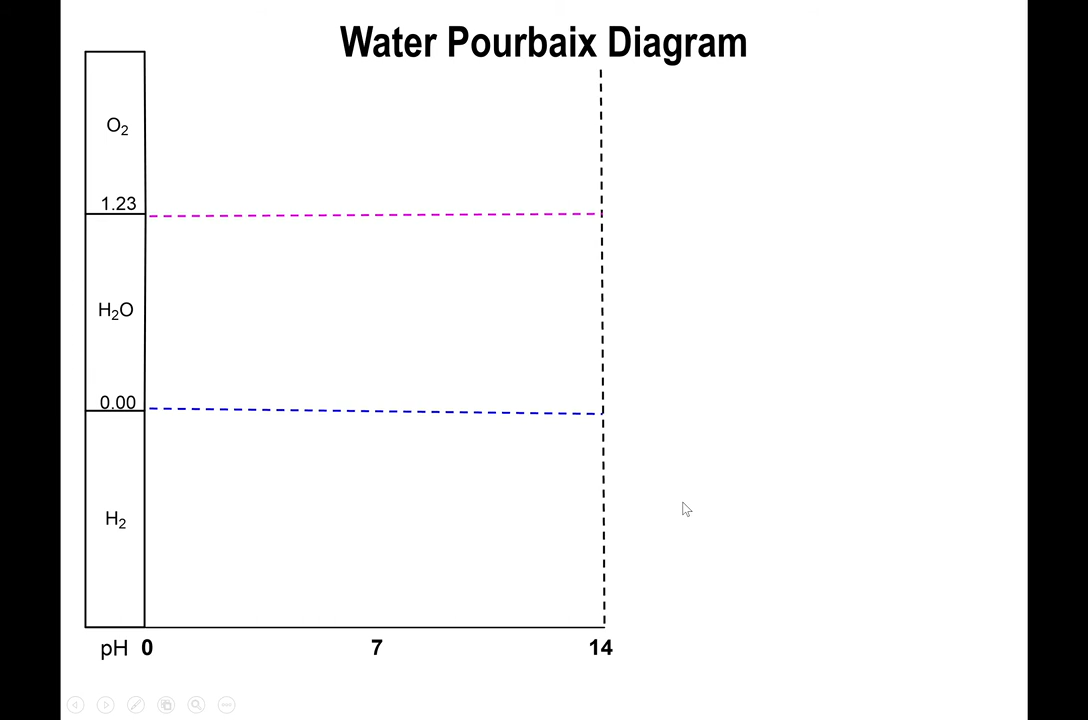 Water Pourbaix Diagram
O₂
1.23
H₂O
0.00
H₂
pH 0 7 14